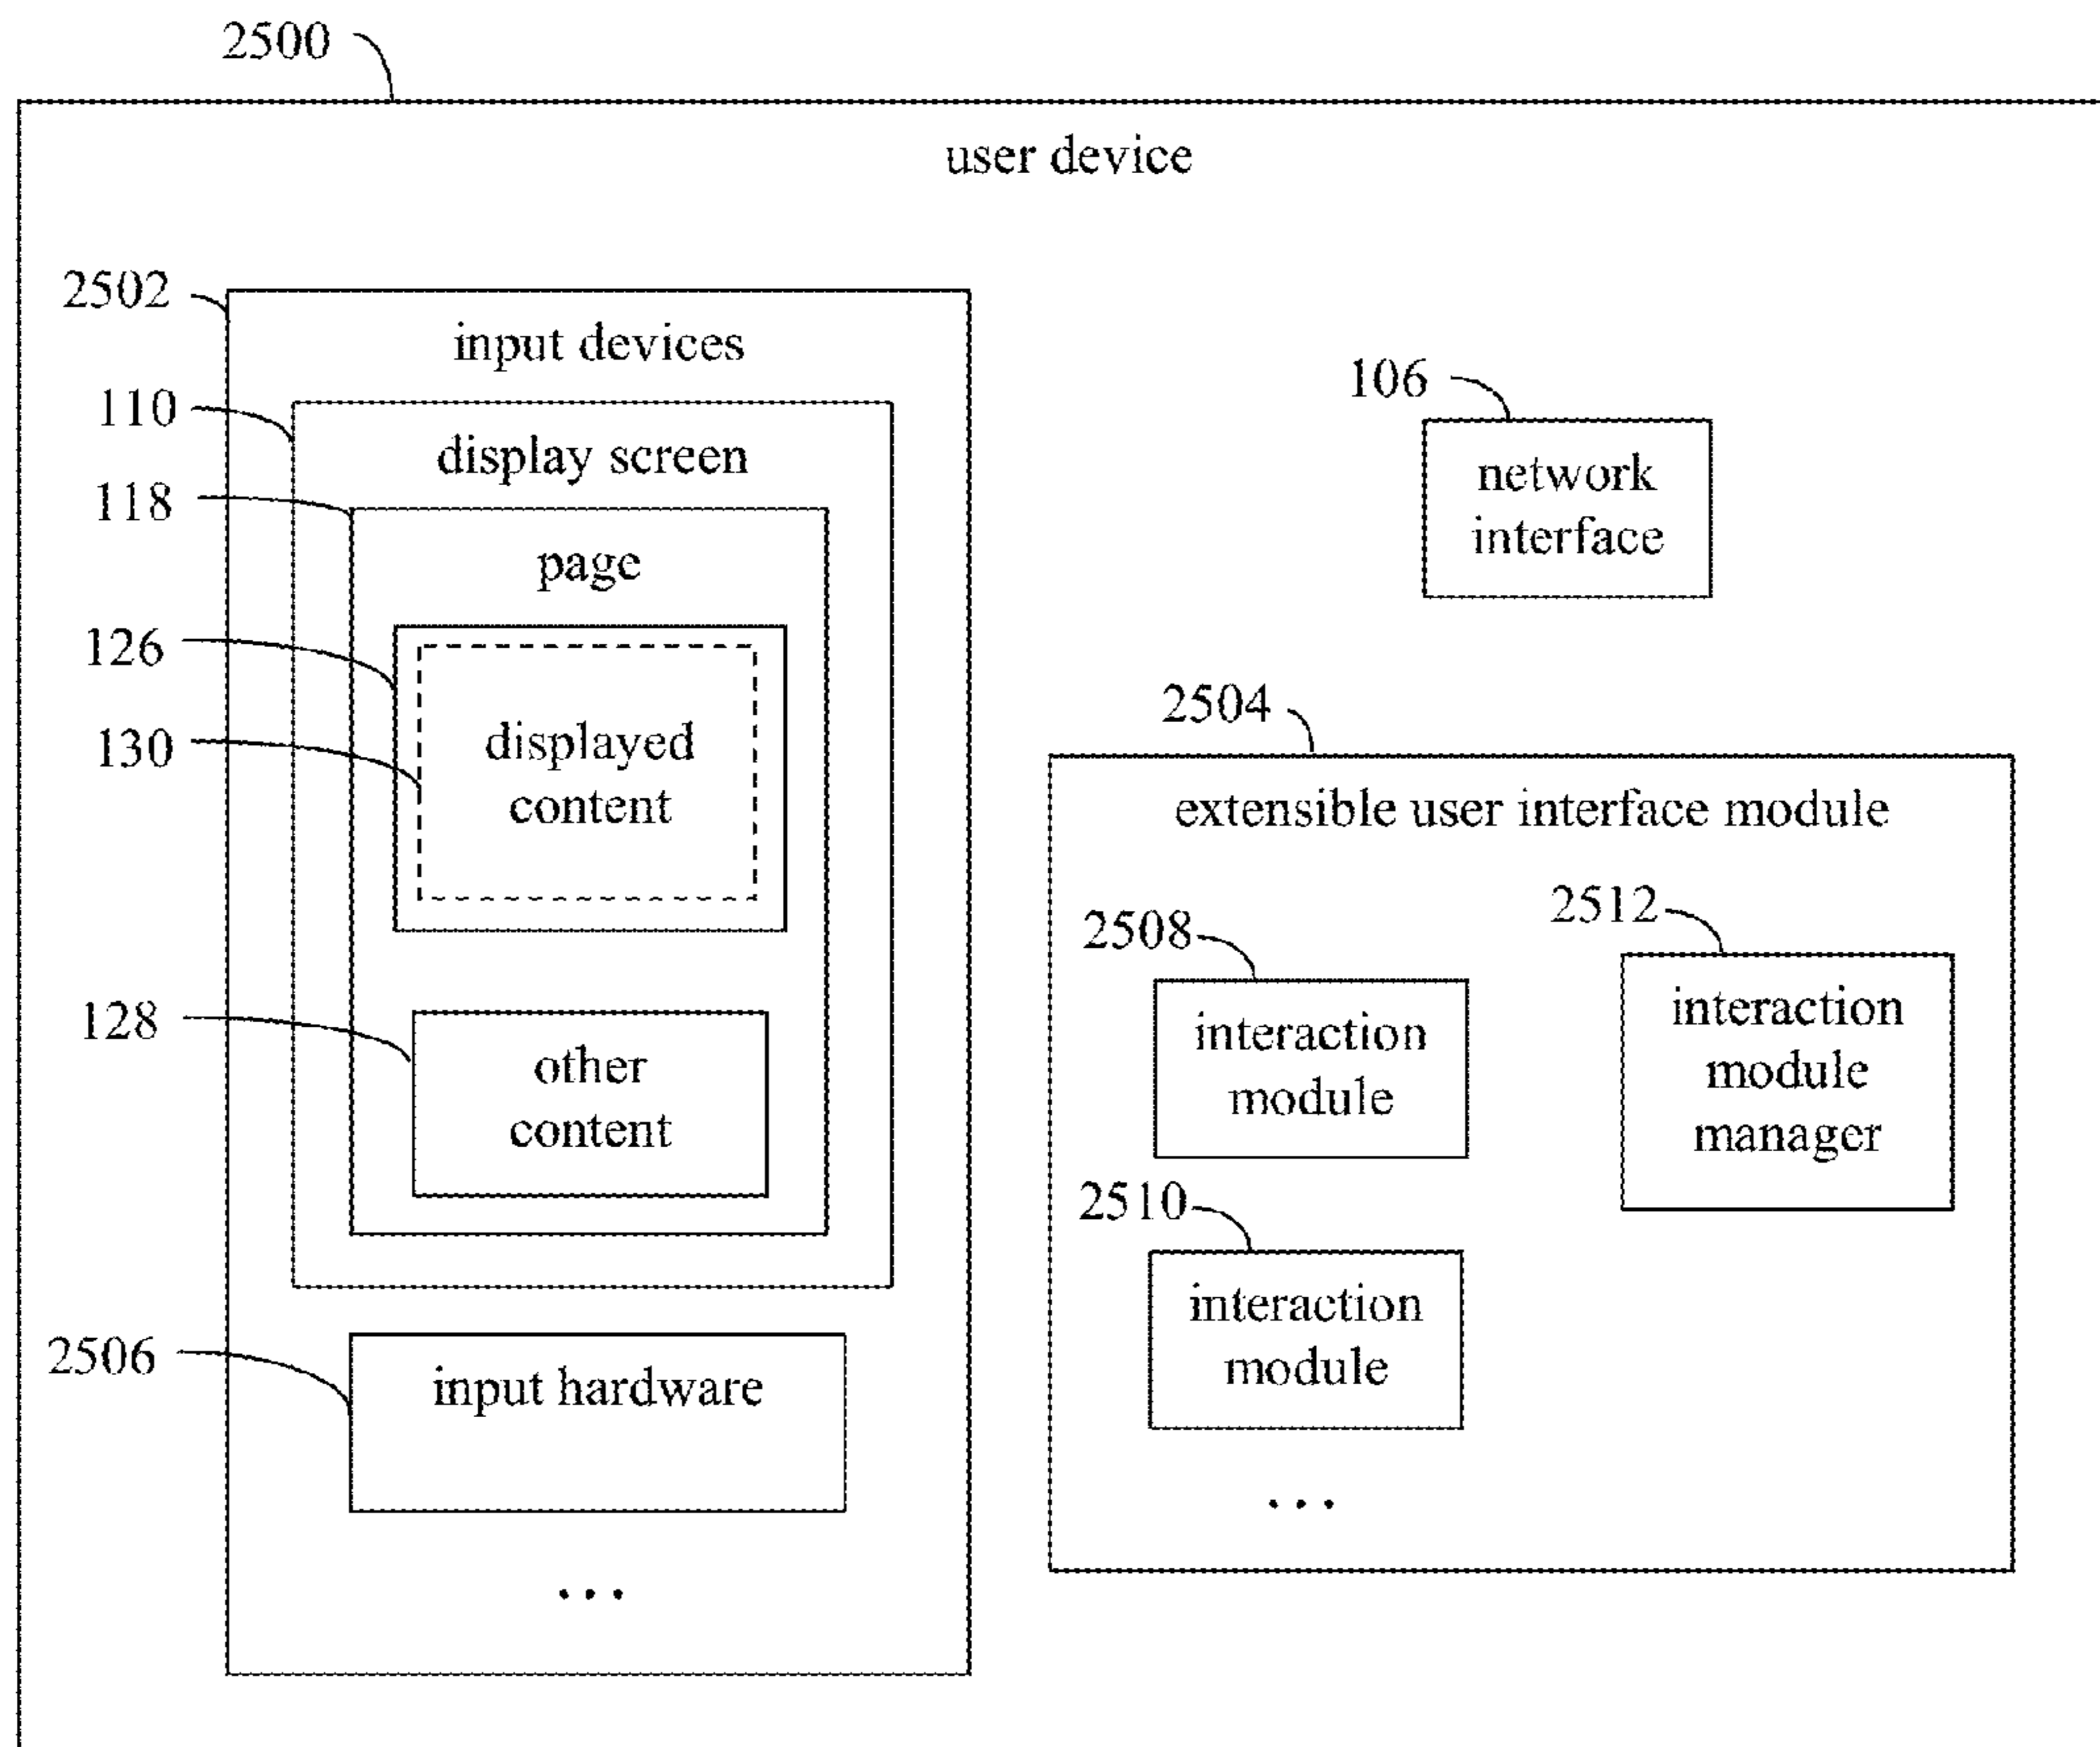 2500
user device
2502
input devices
110
display screen
118
page
126
130
displayed
content
128
other
content
2506
input hardware
...
106
network
interface
2504
extensible user interface module
2508
interaction
module
2512
interaction
module
manager
2510
interaction
module
...